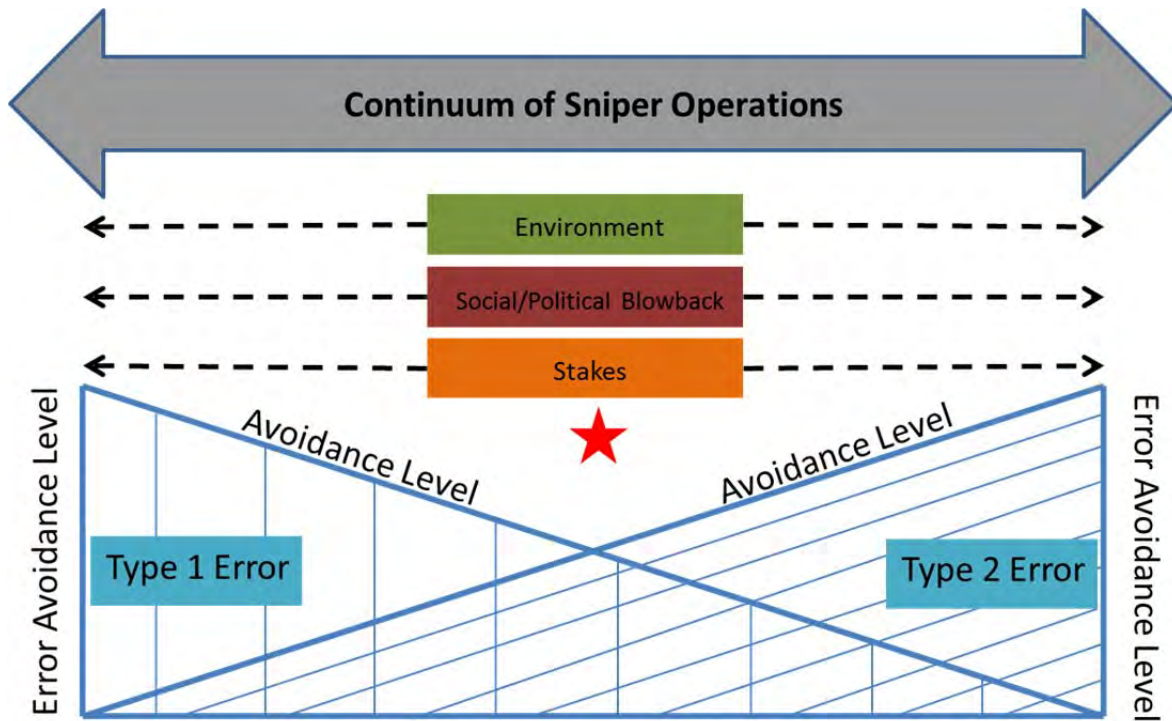 Continuum of Sniper Operations
Environment
Social/Political Blowback
Stakes
Error Avoidance Level
Avoidance Level
Avoidance Level
Error Avoidance Level
Type 1 Error
Type 2 Error